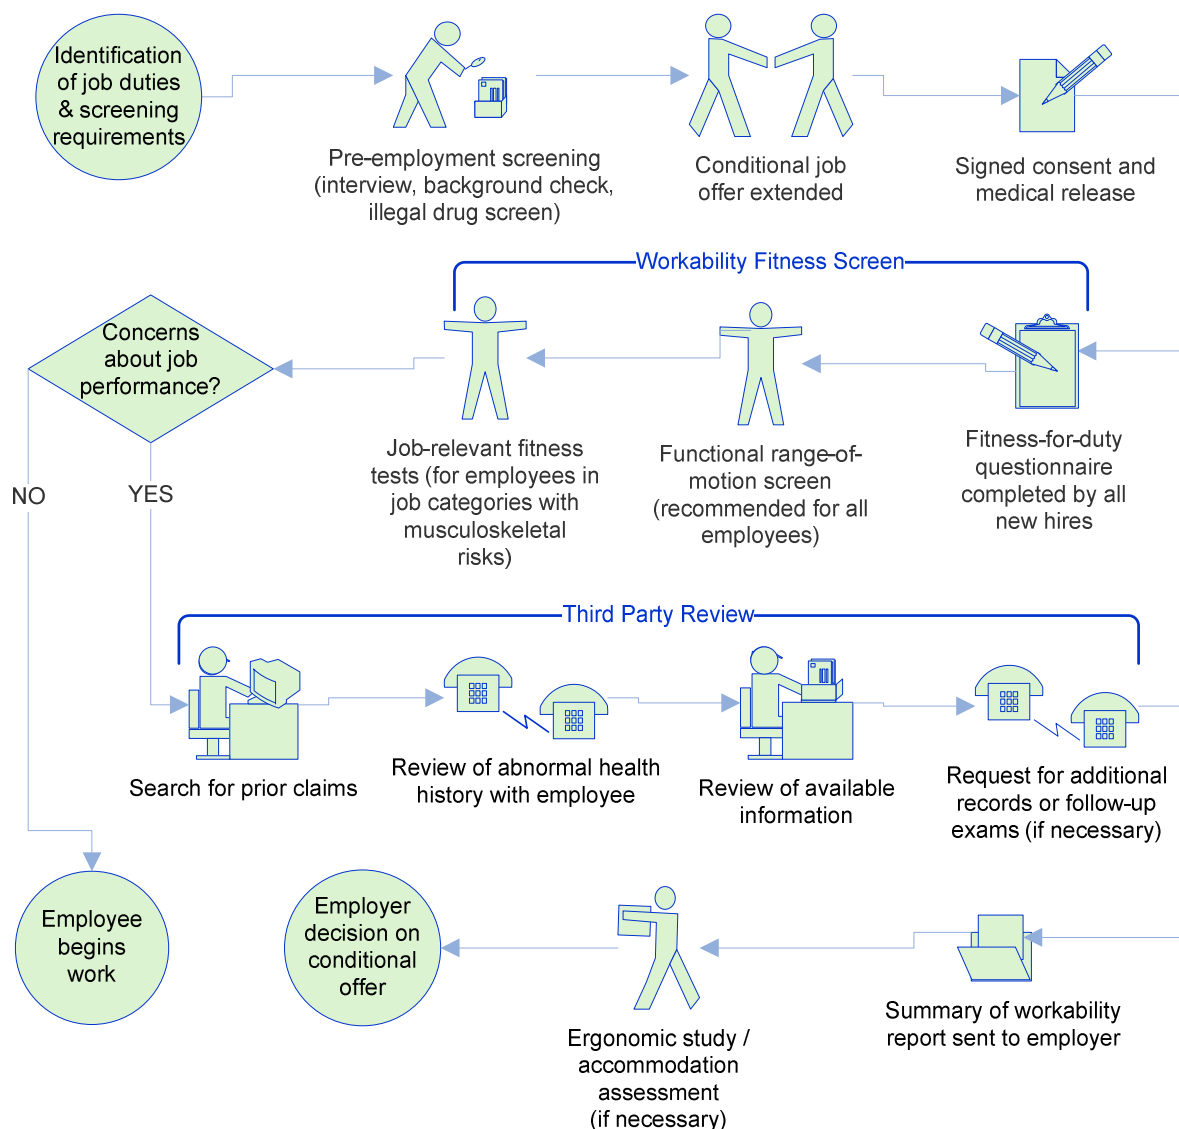 Identification
of job duties
& screening
requirements
Pre-employment screening
(interview, background check,
illegal drug screen)
Conditional job
offer extended
Signed consent and
medical release
Workability Fitness Screen
Concerns
about job
performance?
NO
YES
Job-relevant fitness
tests (for employees in
job categories with
musculoskeletal
risks)
Functional range-of-
motion screen
(recommended for all
employees)
Fitness-for-duty
questionnaire
completed by all
new hires
Third Party Review
Search for prior claims
Review of abnormal health
history with employee
Review of available
information
Request for additional
records or follow-up
exams (if necessary)
Employee
begins
work
Employer
decision on
conditional
offer
Ergonomic study /
accommodation
assessment
(if necessary)
Summary of workability
report sent to employer